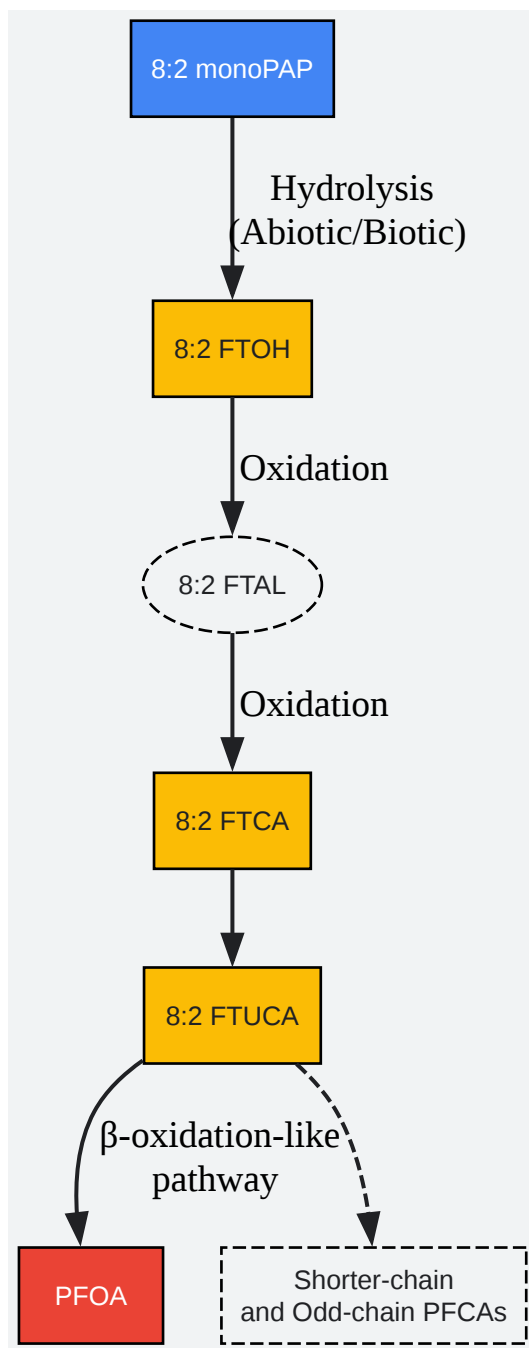 8:2 monoPAP
Hydrolysis
(Abiotic/Biotic)
8:2 FTOH
Oxidation
8:2 FTAL
Oxidation
8:2 FTCA
8:2 FTUCA
β-oxidation-like
pathway
PFOA
Shorter-chain
and Odd-chain PFCAs